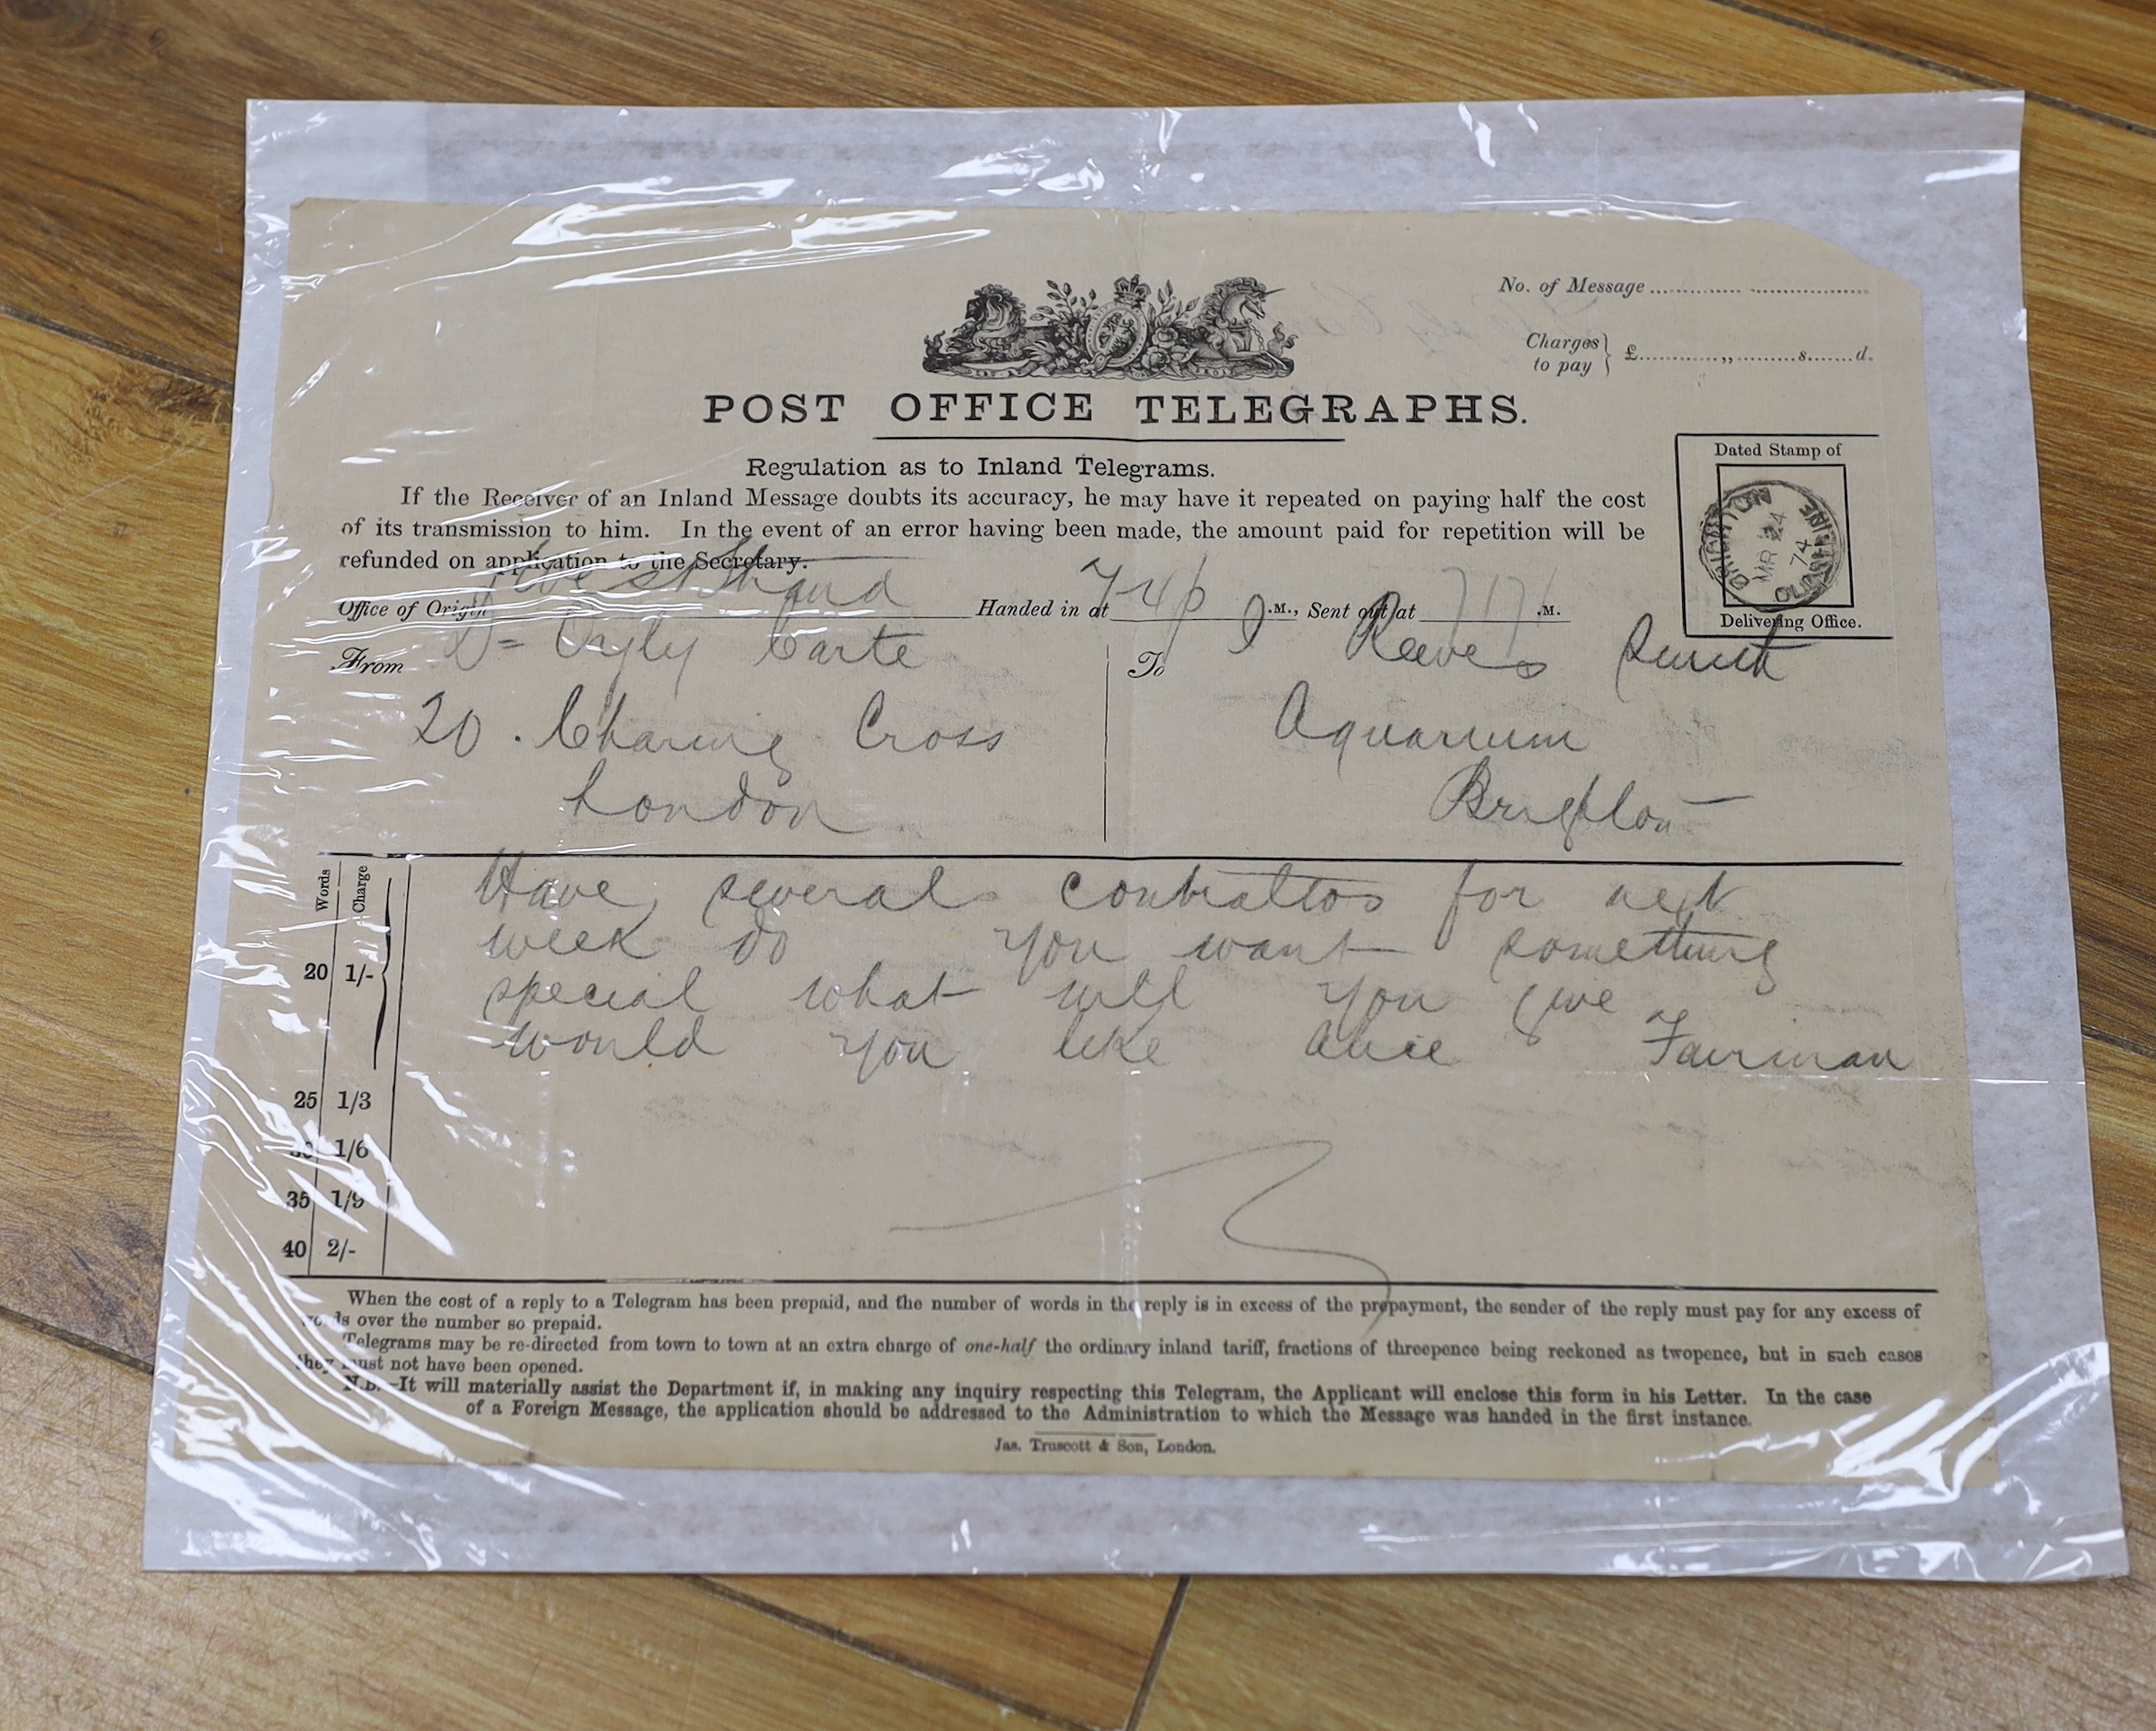 No. of Message
Charges to pay } £ ,, s. d.
POST OFFICE TELEGRAPHS.
Dated Stamp of
Regulation as to Inland Telegrams.
If the Receiver of an Inland Message doubts its accuracy, he may have it repeated on paying half the cost
of its transmission to him. In the event of an error having been made, the amount paid for repetition will be
refunded on application to the Secretary.
BRIGHTON MR 24 74
Office of Origin West Strand Handed in at .M., Sent out at .M.
Delivering Office.
From D= Oyly Carte
To Reeves Smith
20 . Charing Cross
Aquarium
London
Brighton
Words Charge
Have several contraltos for next
week do you want something
20 1/-
special what will you give
would you like Alice Fairman
25 1/3
30 1/6
35 1/9
40 2/-
When the cost of a reply to a Telegram has been prepaid, and the number of words in the reply is in excess of the prepayment, the sender of the reply must pay for any excess of
words over the number so prepaid.
Telegrams may be re-directed from town to town at an extra charge of one-half the ordinary inland tariff, fractions of threepence being reckoned as twopence, but in such cases
they must not have been opened.
N.B.—It will materially assist the Department if, in making any inquiry respecting this Telegram, the Applicant will enclose this form in his Letter. In the case
of a Foreign Message, the application should be addressed to the Administration to which the Message was handed in the first instance.
Jas. Truscott & Son, London.